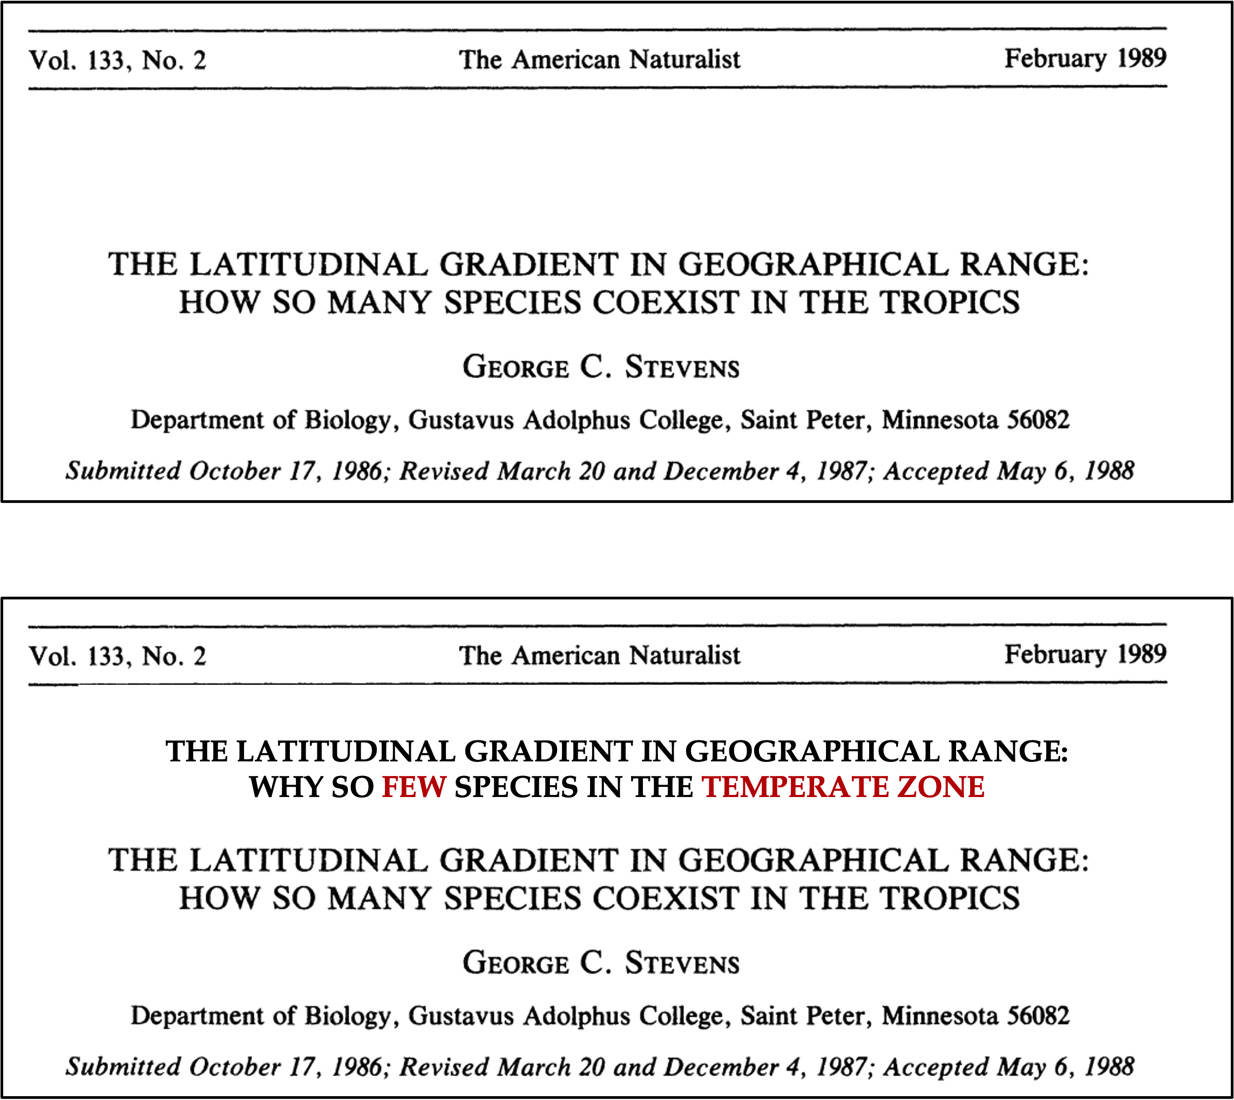 Vol. 133, No. 2 The American Naturalist February 1989
THE LATITUDINAL GRADIENT IN GEOGRAPHICAL RANGE:
HOW SO MANY SPECIES COEXIST IN THE TROPICS
GEORGE C. STEVENS
Department of Biology, Gustavus Adolphus College, Saint Peter, Minnesota 56082
Submitted October 17, 1986; Revised March 20 and December 4, 1987; Accepted May 6, 1988
Vol. 133, No. 2 The American Naturalist February 1989
THE LATITUDINAL GRADIENT IN GEOGRAPHICAL RANGE:
WHY SO FEW SPECIES IN THE TEMPERATE ZONE
THE LATITUDINAL GRADIENT IN GEOGRAPHICAL RANGE:
HOW SO MANY SPECIES COEXIST IN THE TROPICS
GEORGE C. STEVENS
Department of Biology, Gustavus Adolphus College, Saint Peter, Minnesota 56082
Submitted October 17, 1986; Revised March 20 and December 4, 1987; Accepted May 6, 1988